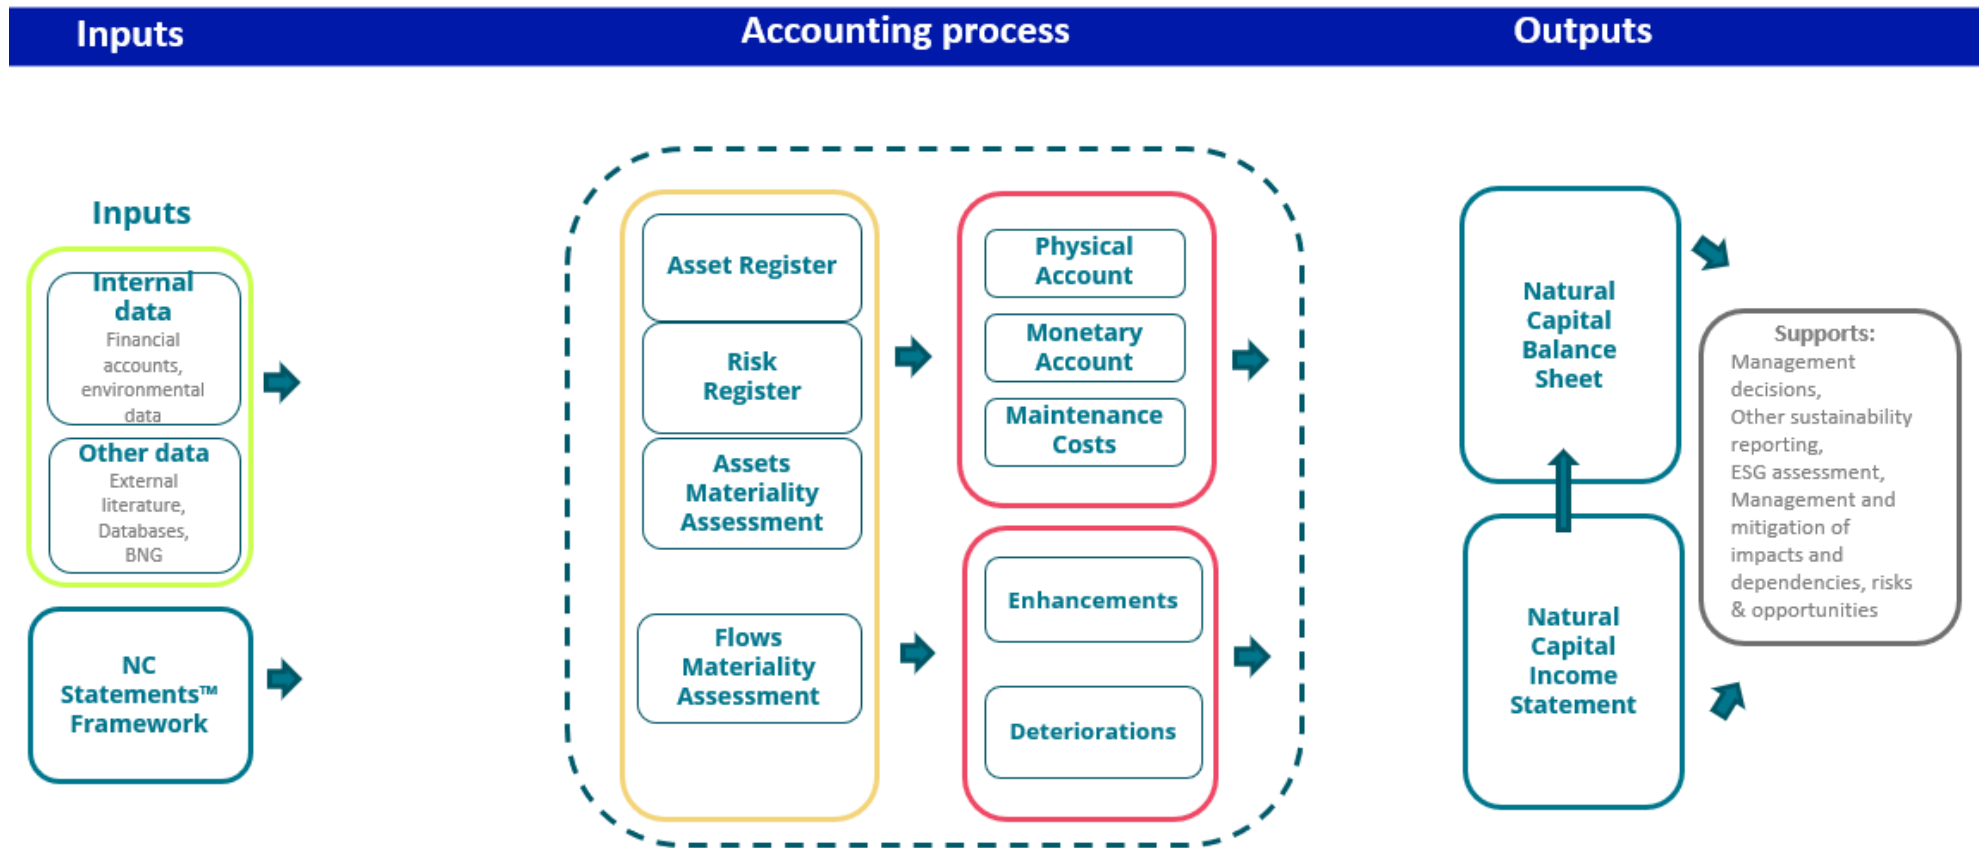 Inputs
Accounting process
Outputs
Inputs
Internal
data
Financial
accounts,
environmental
data
Other data
External
literature,
Databases,
BNG
NC
Statements™
Framework
Asset Register
Risk
Register
Assets
Materiality
Assessment
Flows
Materiality
Assessment
Physical
Account
Monetary
Account
Maintenance
Costs
Enhancements
Deteriorations
Natural
Capital
Balance
Sheet
Natural
Capital
Income
Statement
Supports:
Management
decisions,
Other sustainability
reporting,
ESG assessment,
Management and
mitigation of
impacts and
dependencies, risks
& opportunities